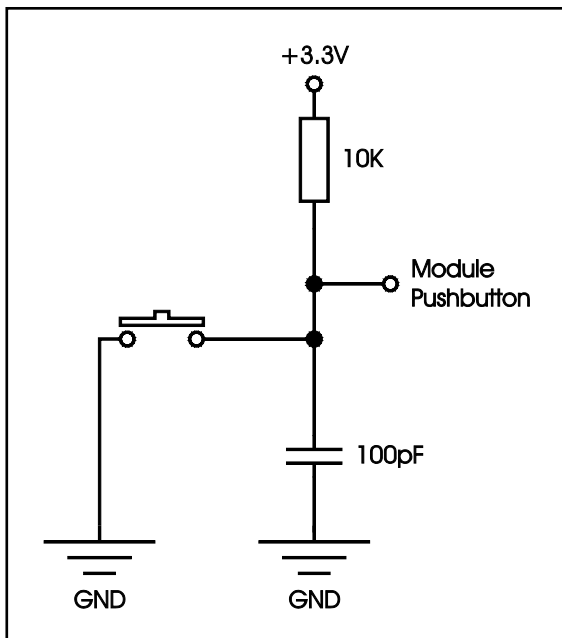 +3.3V
10K
Module
Pushbutton
100pF
GND
GND